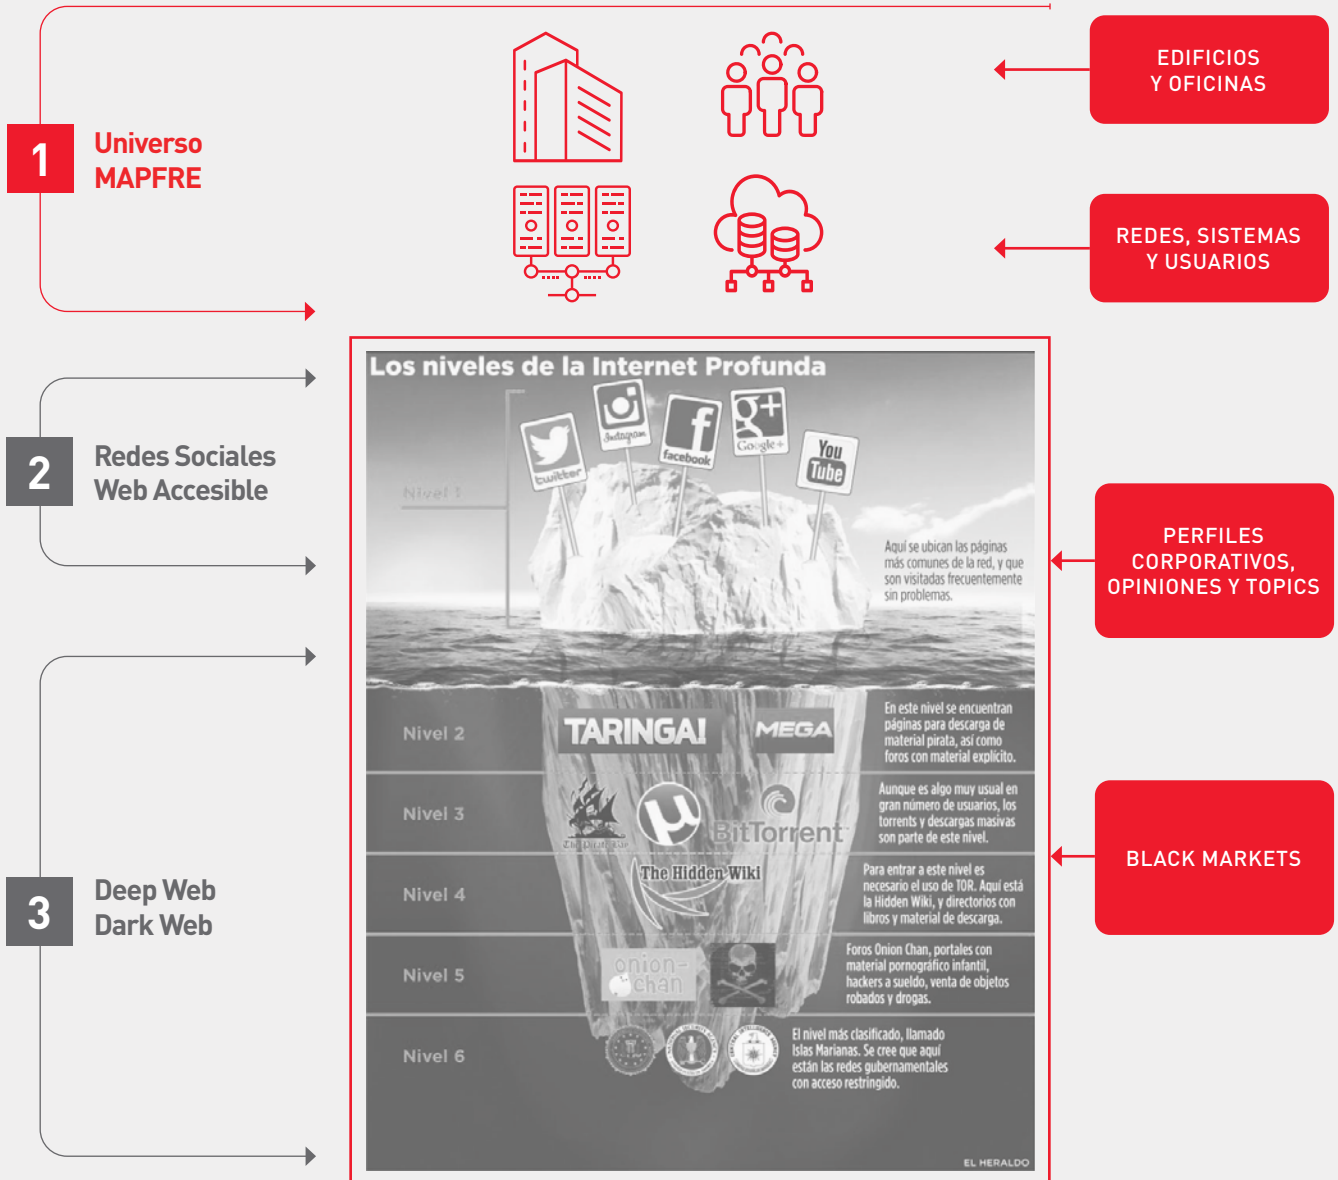 EDIFICIOS
Y OFICINAS
1
Universo
MAPFRE
REDES, SISTEMAS
Y USUARIOS
Los niveles de la Internet Profunda
twitter
Instagram
facebook
g+
Google+
You
Tube
Nivel 1
2
Redes Sociales
Web Accesible
Aquí se ubican las páginas
más comunes de la red, y que
son visitadas frecuentemente
sin problemas.
PERFILES
CORPORATIVOS,
OPINIONES Y TOPICS
Nivel 2
TARINGA!
MEGA
En este nivel se encuentran
páginas para descarga de
material pirata, así como
foros con material explícito.
Nivel 3
The Pirate Bay
µ
BitTorrent
Aunque es algo muy usual en
gran número de usuarios, los
torrents y descargas masivas
son parte de este nivel.
BLACK MARKETS
3
Deep Web
Dark Web
Nivel 4
The Hidden Wiki
Para entrar a este nivel es
necesario el uso de TOR. Aquí está
la Hidden Wiki, y directorios con
libros y material de descarga.
Nivel 5
onion-
chan
Foros Onion Chan, portales con
material pornográfico infantil,
hackers a sueldo, venta de objetos
robados y drogas.
Nivel 6
El nivel más clasificado, llamado
Islas Marianas. Se cree que aquí
están las redes gubernamentales
con acceso restringido.
EL HERALDO